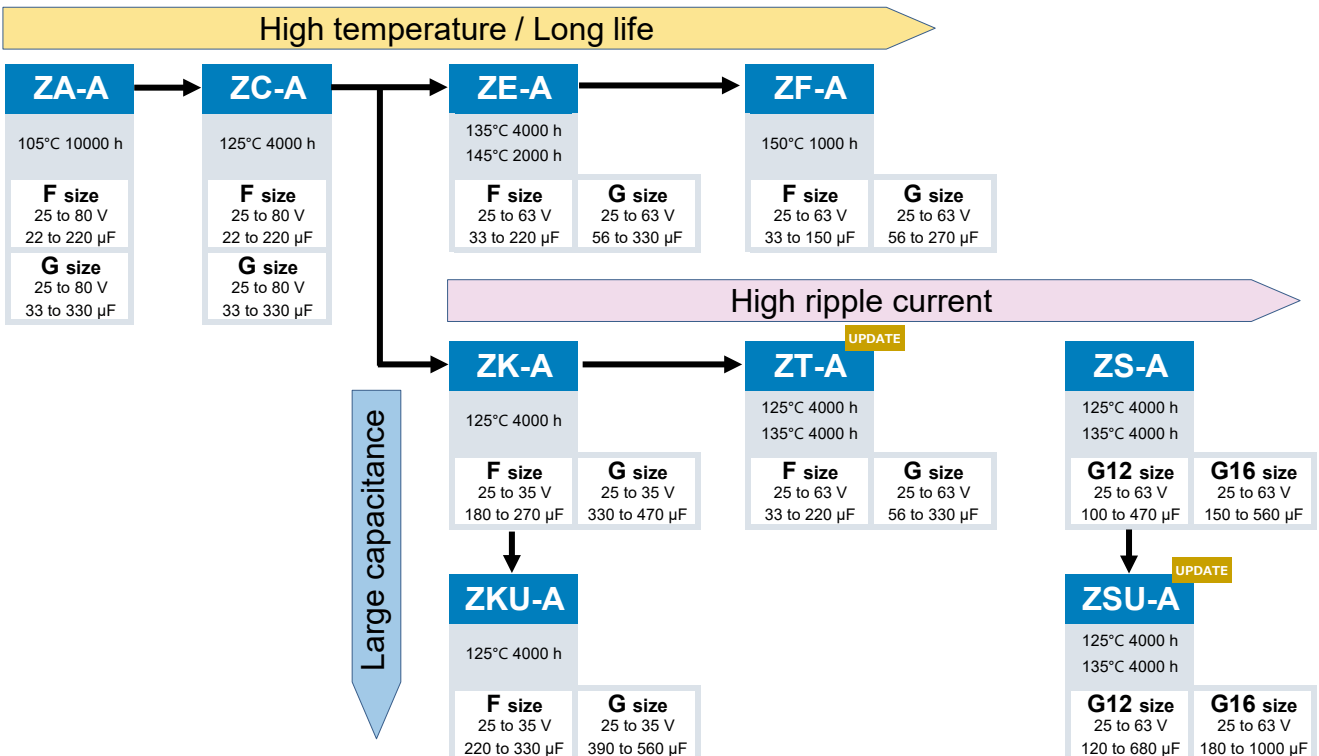 High temperature / Long life
ZA-A
105°C 10000 h
F size
25 to 80 V
22 to 220 µF
G size
25 to 80 V
33 to 330 µF
ZC-A
125°C 4000 h
F size
25 to 80 V
22 to 220 µF
G size
25 to 80 V
33 to 330 µF
ZE-A
135°C 4000 h
145°C 2000 h
F size
25 to 63 V
33 to 220 µF
G size
25 to 63 V
56 to 330 µF
ZF-A
150°C 1000 h
F size
25 to 63 V
33 to 150 µF
G size
25 to 63 V
56 to 270 µF
High ripple current
Large capacitance
ZK-A
125°C 4000 h
F size
25 to 35 V
180 to 270 µF
G size
25 to 35 V
330 to 470 µF
UPDATE
ZT-A
125°C 4000 h
135°C 4000 h
F size
25 to 63 V
33 to 220 µF
G size
25 to 63 V
56 to 330 µF
ZS-A
125°C 4000 h
135°C 4000 h
G12 size
25 to 63 V
100 to 470 µF
G16 size
25 to 63 V
150 to 560 µF
ZKU-A
125°C 4000 h
F size
25 to 35 V
220 to 330 µF
G size
25 to 35 V
390 to 560 µF
UPDATE
ZSU-A
125°C 4000 h
135°C 4000 h
G12 size
25 to 63 V
120 to 680 µF
G16 size
25 to 63 V
180 to 1000 µF